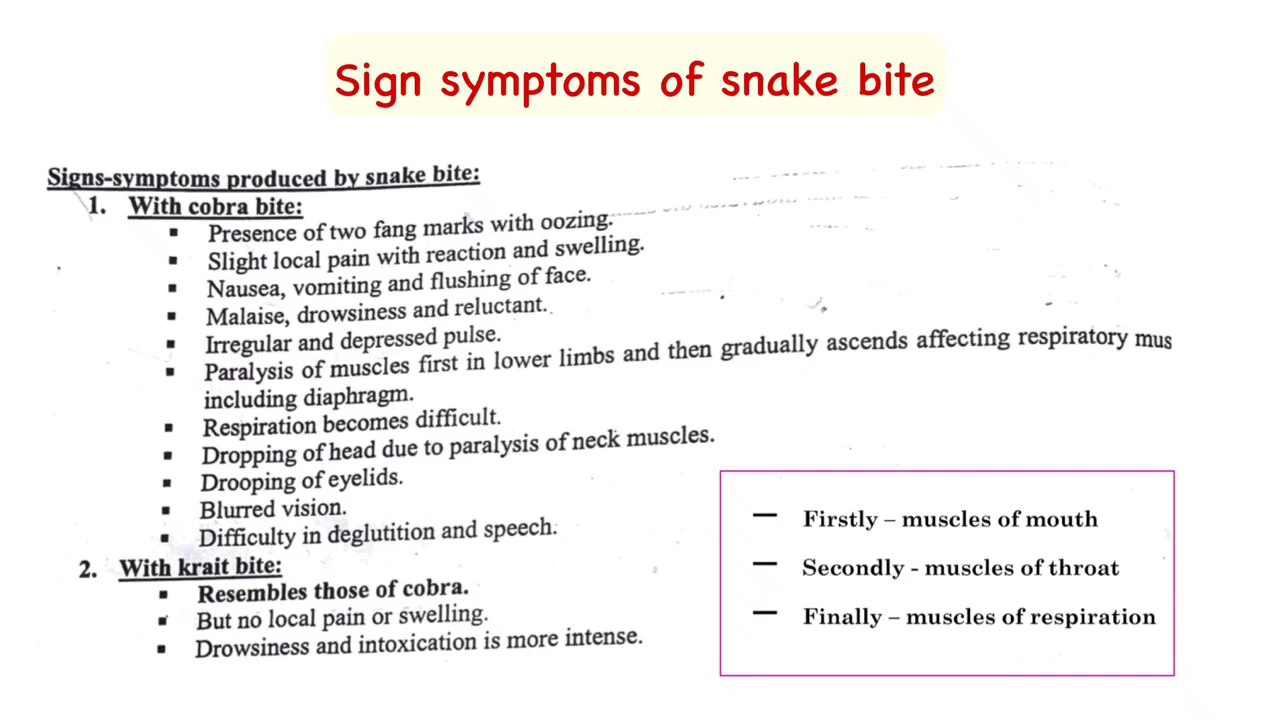 Sign symptoms of snake bite
Signs-symptoms produced by snake bite:
1. With cobra bite:
▪ Presence of two fang marks with oozing.
▪ Slight local pain with reaction and swelling.
▪ Nausea, vomiting and flushing of face.
▪ Malaise, drowsiness and reluctant.
▪ Irregular and depressed pulse.
▪ Paralysis of muscles first in lower limbs and then gradually ascends affecting respiratory mus
including diaphragm.
▪ Respiration becomes difficult.
▪ Dropping of head due to paralysis of neck muscles.
▪ Drooping of eyelids.
▪ Blurred vision.
▪ Difficulty in deglutition and speech.
2. With krait bite:
▪ Resembles those of cobra.
▪ But no local pain or swelling.
▪ Drowsiness and intoxication is more intense.
– Firstly – muscles of mouth
– Secondly - muscles of throat
– Finally – muscles of respiration